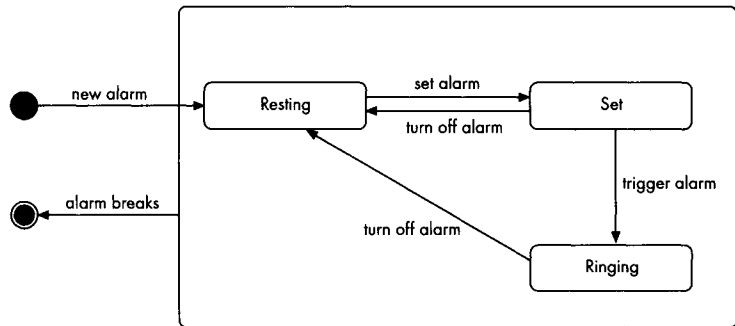 new alarm
Resting
set alarm
Set
turn off alarm
trigger alarm
alarm breaks
turn off alarm
Ringing